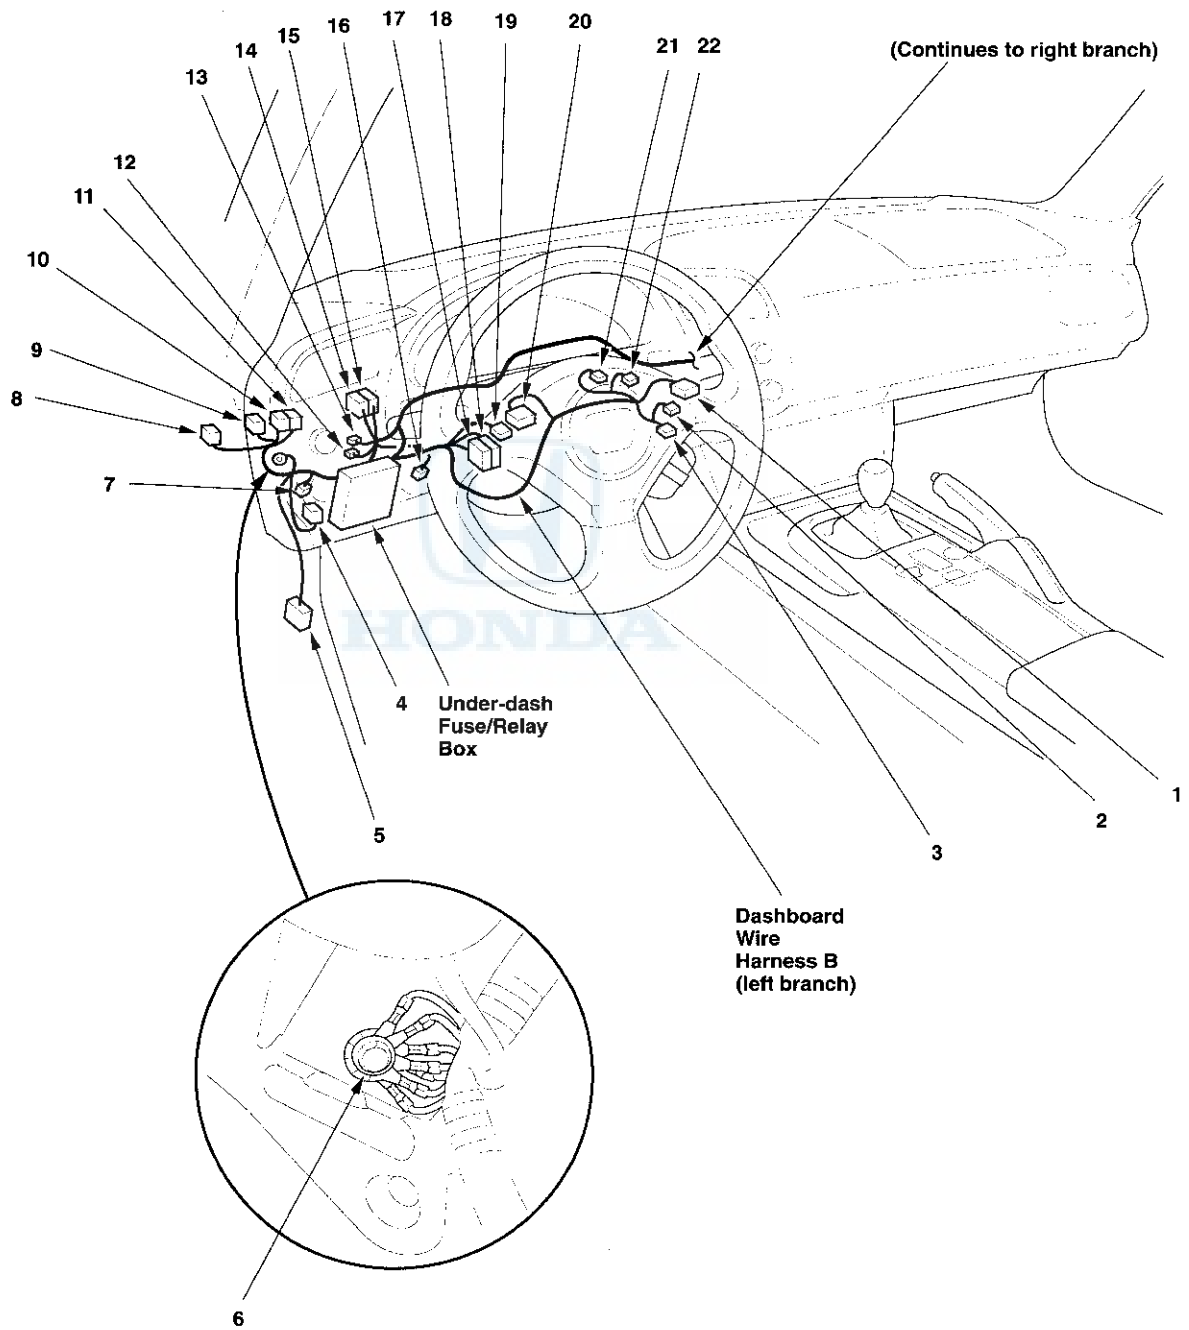 16 17 18 19 20
15
14 21 22 (Continues to right branch)
13
12
11
10
9
8
7
HONDA
4 Under-dash
Fuse/Relay
Box
1
2
5
3
Dashboard
Wire
Harness B
(left branch)
6